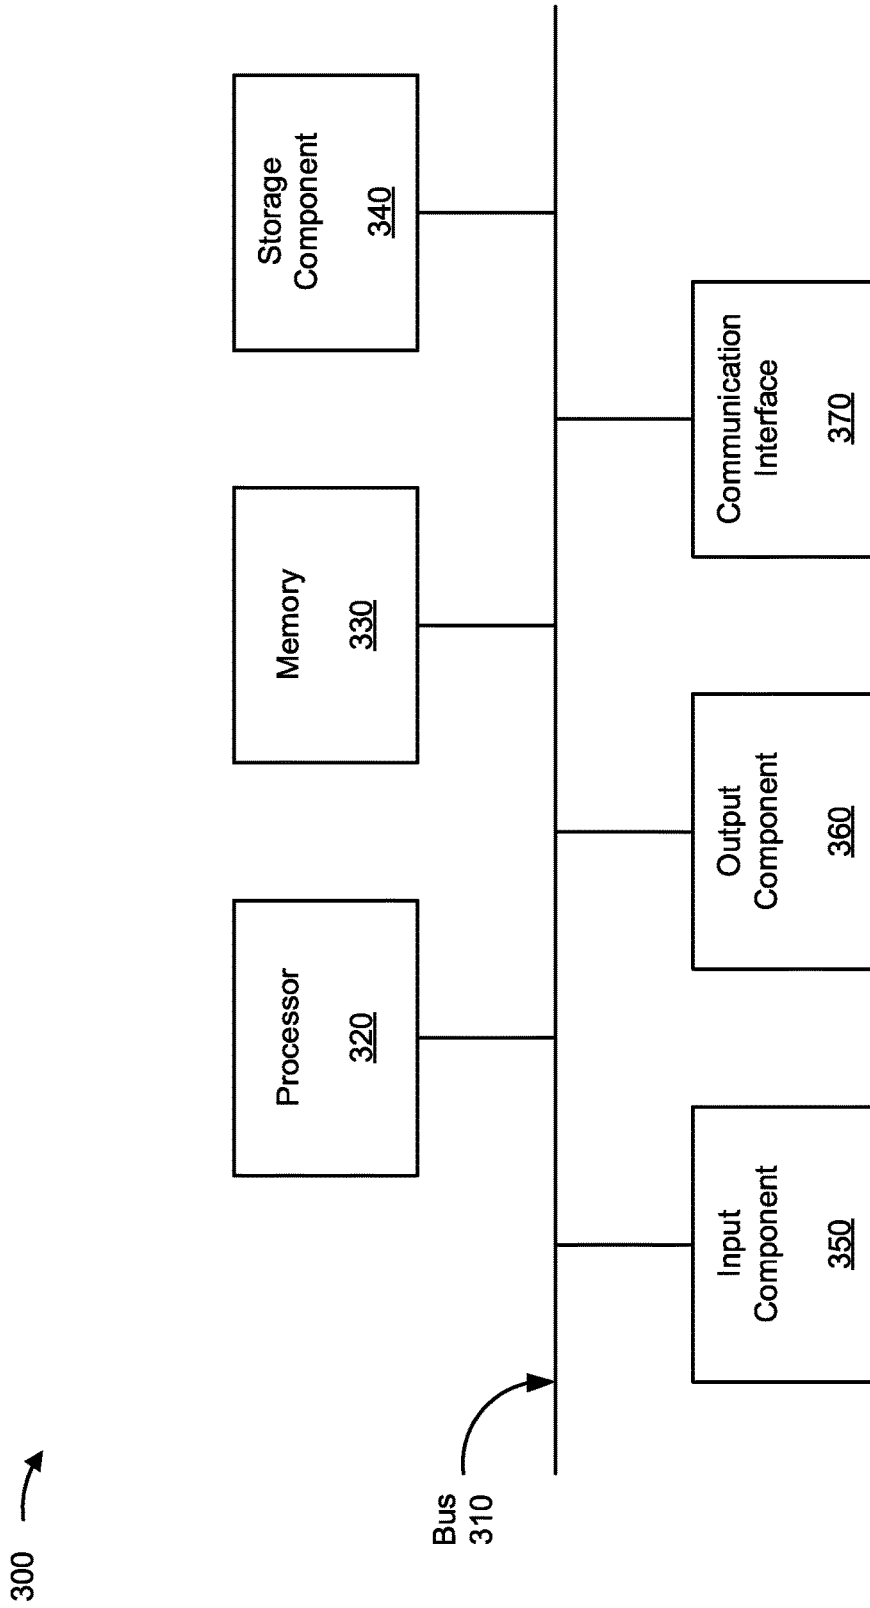 300
Bus
310
Processor
320
Memory
330
Storage
Component
340
Input
Component
350
Output
Component
360
Communication
Interface
370